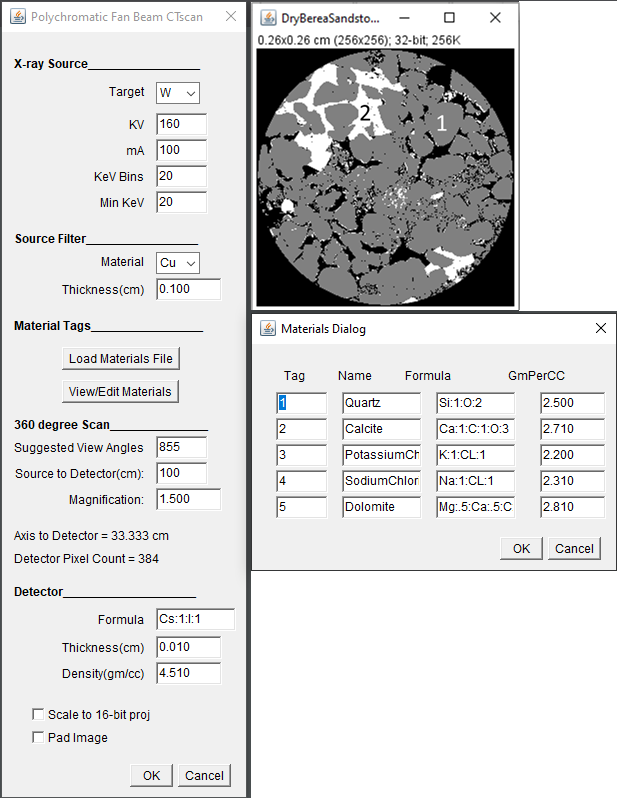 Polychromatic Fan Beam CTscan
X-ray Source
Target W
KV 160
mA 100
KeV Bins 20
Min KeV 20
Source Filter
Material Cu
Thickness(cm) 0.100
Material Tags
Load Materials File
View/Edit Materials
360 degree Scan
Suggested View Angles 855
Source to Detector(cm): 100
Magnification: 1.500
Axis to Detector = 33.333 cm
Detector Pixel Count = 384
Detector
Formula Cs:1:I:1
Thickness(cm) 0.010
Density(gm/cc) 4.510
Scale to 16-bit proj
Pad Image
OK Cancel
DryBereaSandsto...
0.26x0.26 cm (256x256); 32-bit; 256K
2 1
Materials Dialog
Tag Name Formula GmPerCC
1 Quartz Si:1:O:2 2.500
2 Calcite Ca:1:C:1:O:3 2.710
3 PotassiumCh K:1:CL:1 2.200
4 SodiumChlori Na:1:CL:1 2.310
5 Dolomite Mg:.5:Ca:.5:C 2.810
OK Cancel